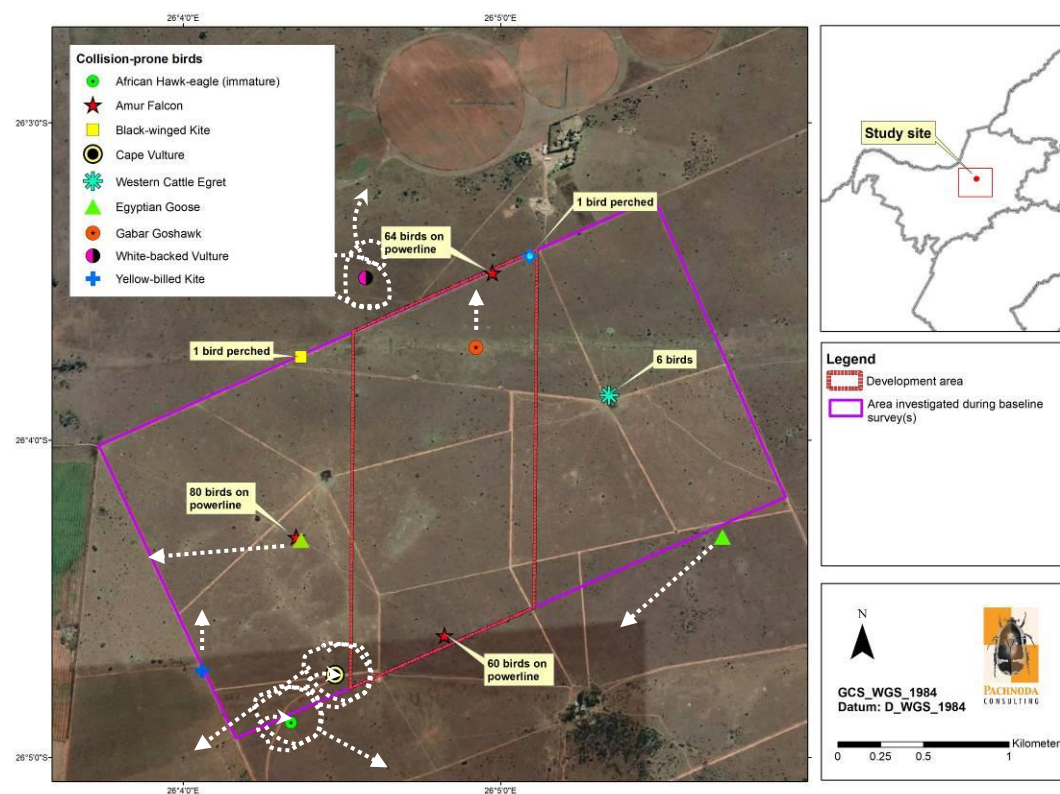 26°4'0"E
26°5'0"E
26°3'0"S
26°4'0"S
26°5'0"S
Collision-prone birds
African Hawk-eagle (immature)
Amur Falcon
Black-winged Kite
Cape Vulture
Western Cattle Egret
Egyptian Goose
Gabar Goshawk
White-backed Vulture
Yellow-billed Kite
1 bird perched
64 birds on
powerline
1 bird perched
6 birds
80 birds on
powerline
60 birds on
powerline
26°4'0"E
26°5'0"E
Study site
Legend
Development area
Area investigated during baseline
survey(s)
N
GCS_WGS_1984
Datum: D_WGS_1984
PACHNODA
CONSULTING
Kilometer
0 0.25 0.5 1